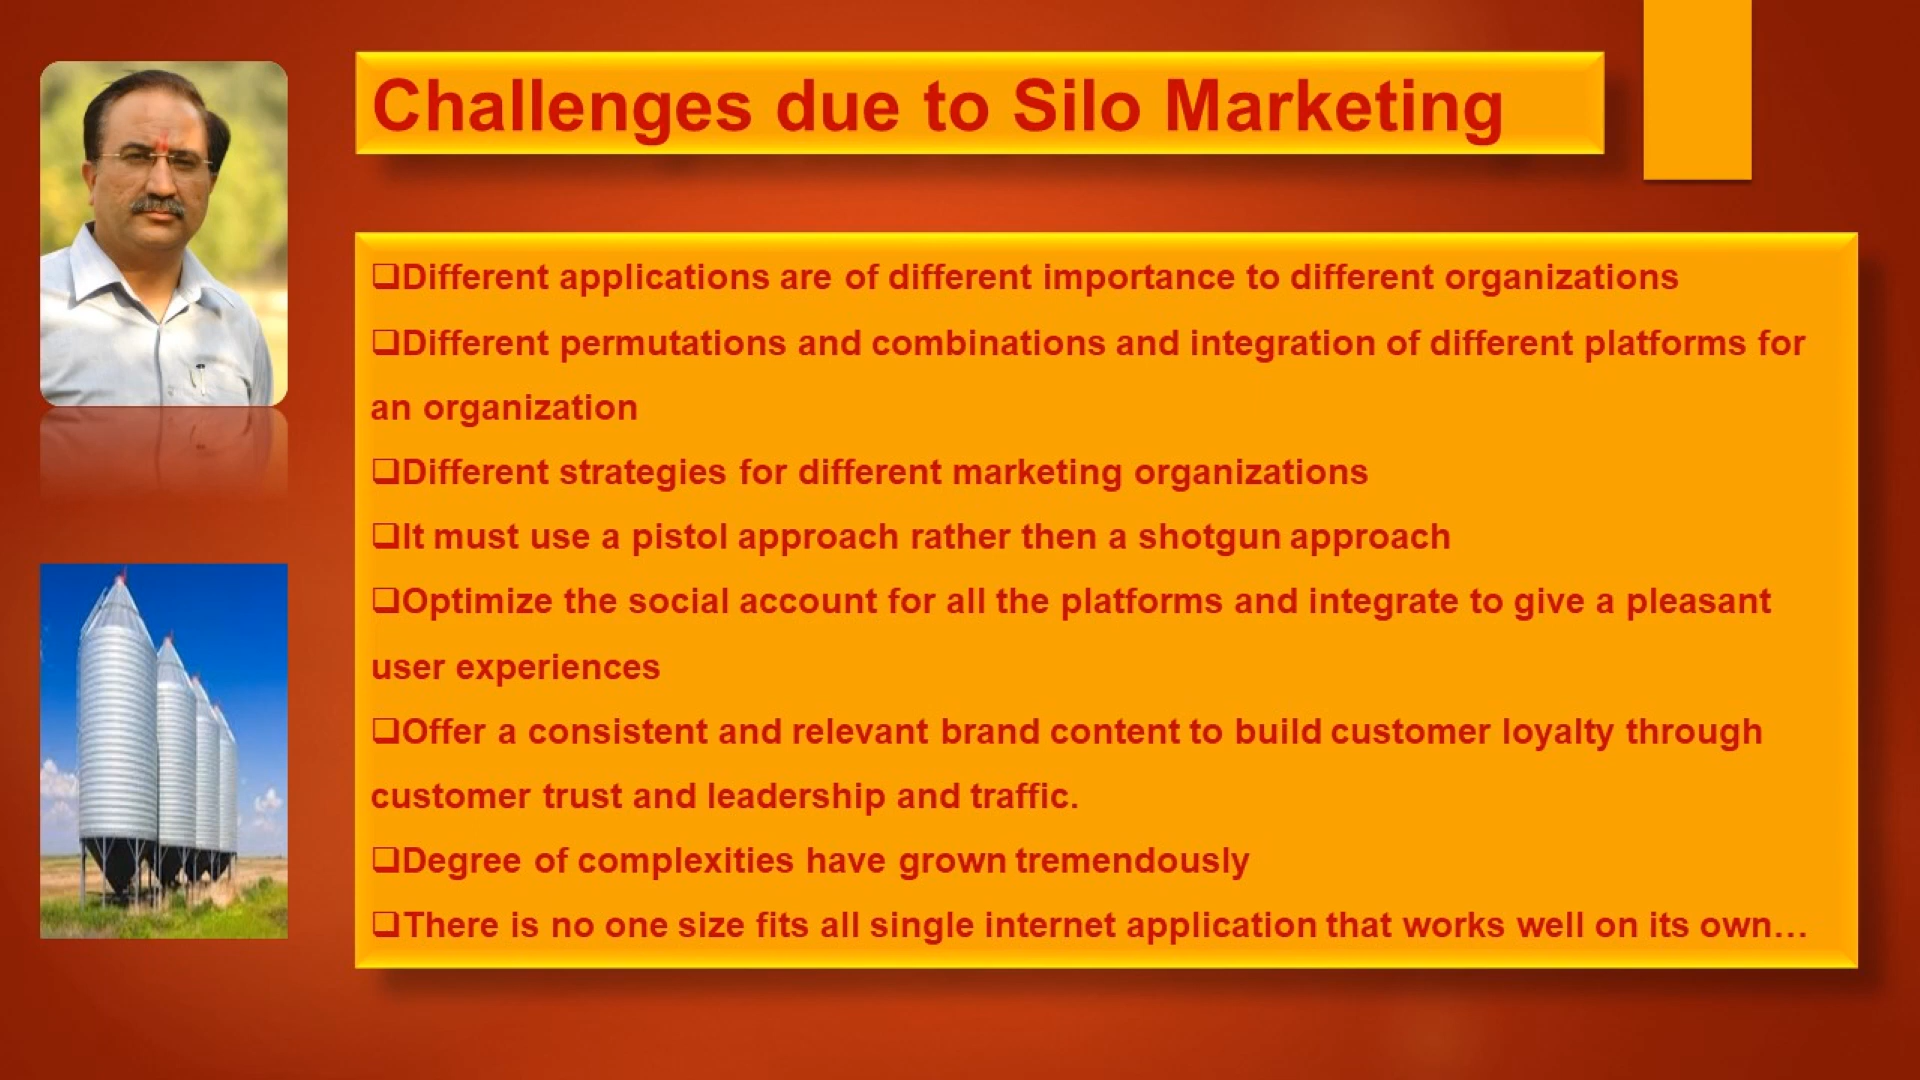 Challenges due to Silo Marketing
❑Different applications are of different importance to different organizations
❑Different permutations and combinations and integration of different platforms for
an organization
❑Different strategies for different marketing organizations
❑It must use a pistol approach rather then a shotgun approach
❑Optimize the social account for all the platforms and integrate to give a pleasant
user experiences
❑Offer a consistent and relevant brand content to build customer loyalty through
customer trust and leadership and traffic.
❑Degree of complexities have grown tremendously
❑There is no one size fits all single internet application that works well on its own…